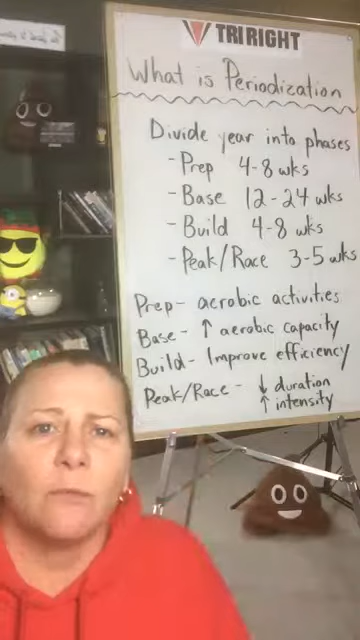 TRIRIGHT
What is Periodization
Divide year into phases
- Prep 4-8 wks
- Base 12-24 wks
- Build 4-8 wks
- Peak/Race 3-5 wks
Prep- aerobic activities
Base- ↑ aerobic capacity
Build- Improve efficiency
Peak/Race - ↓ duration
↑ intensity